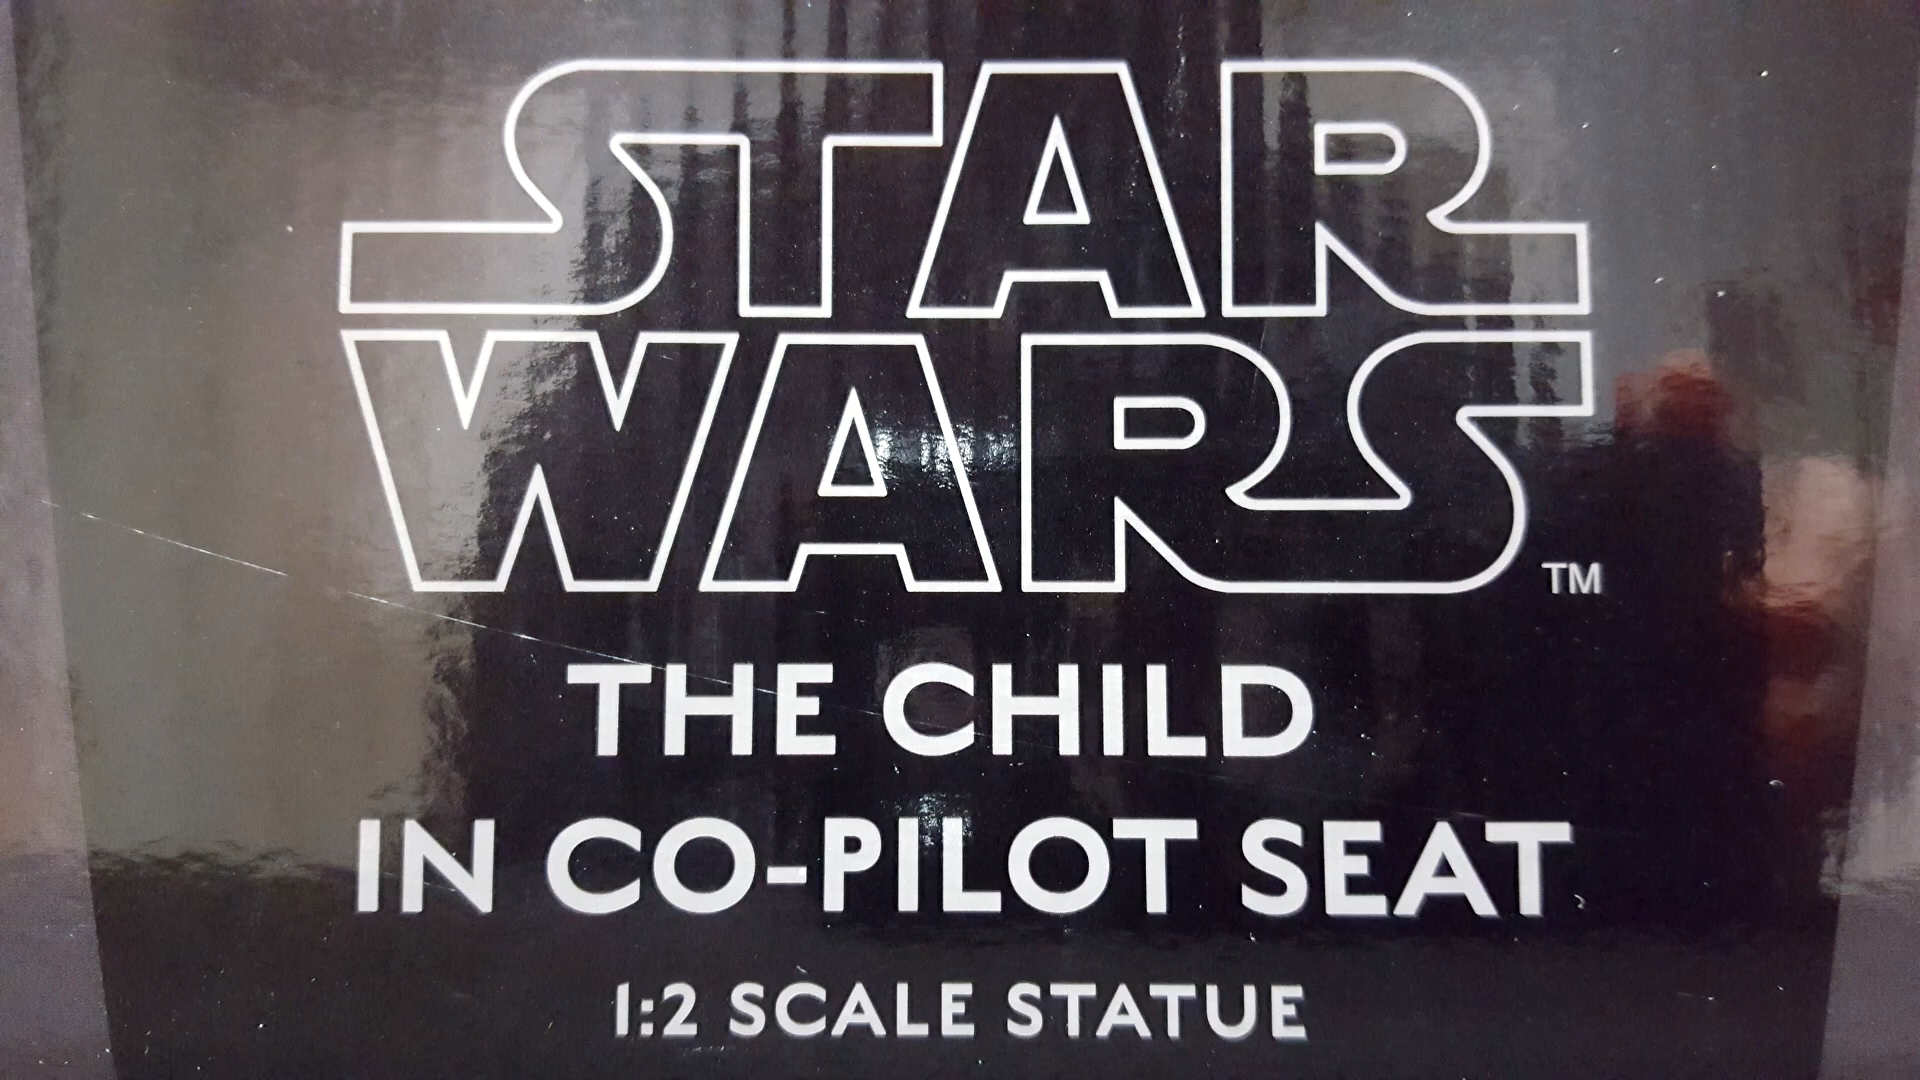 STAR
WARS
TM
THE CHILD
IN CO-PILOT SEAT
1:2 SCALE STATUE